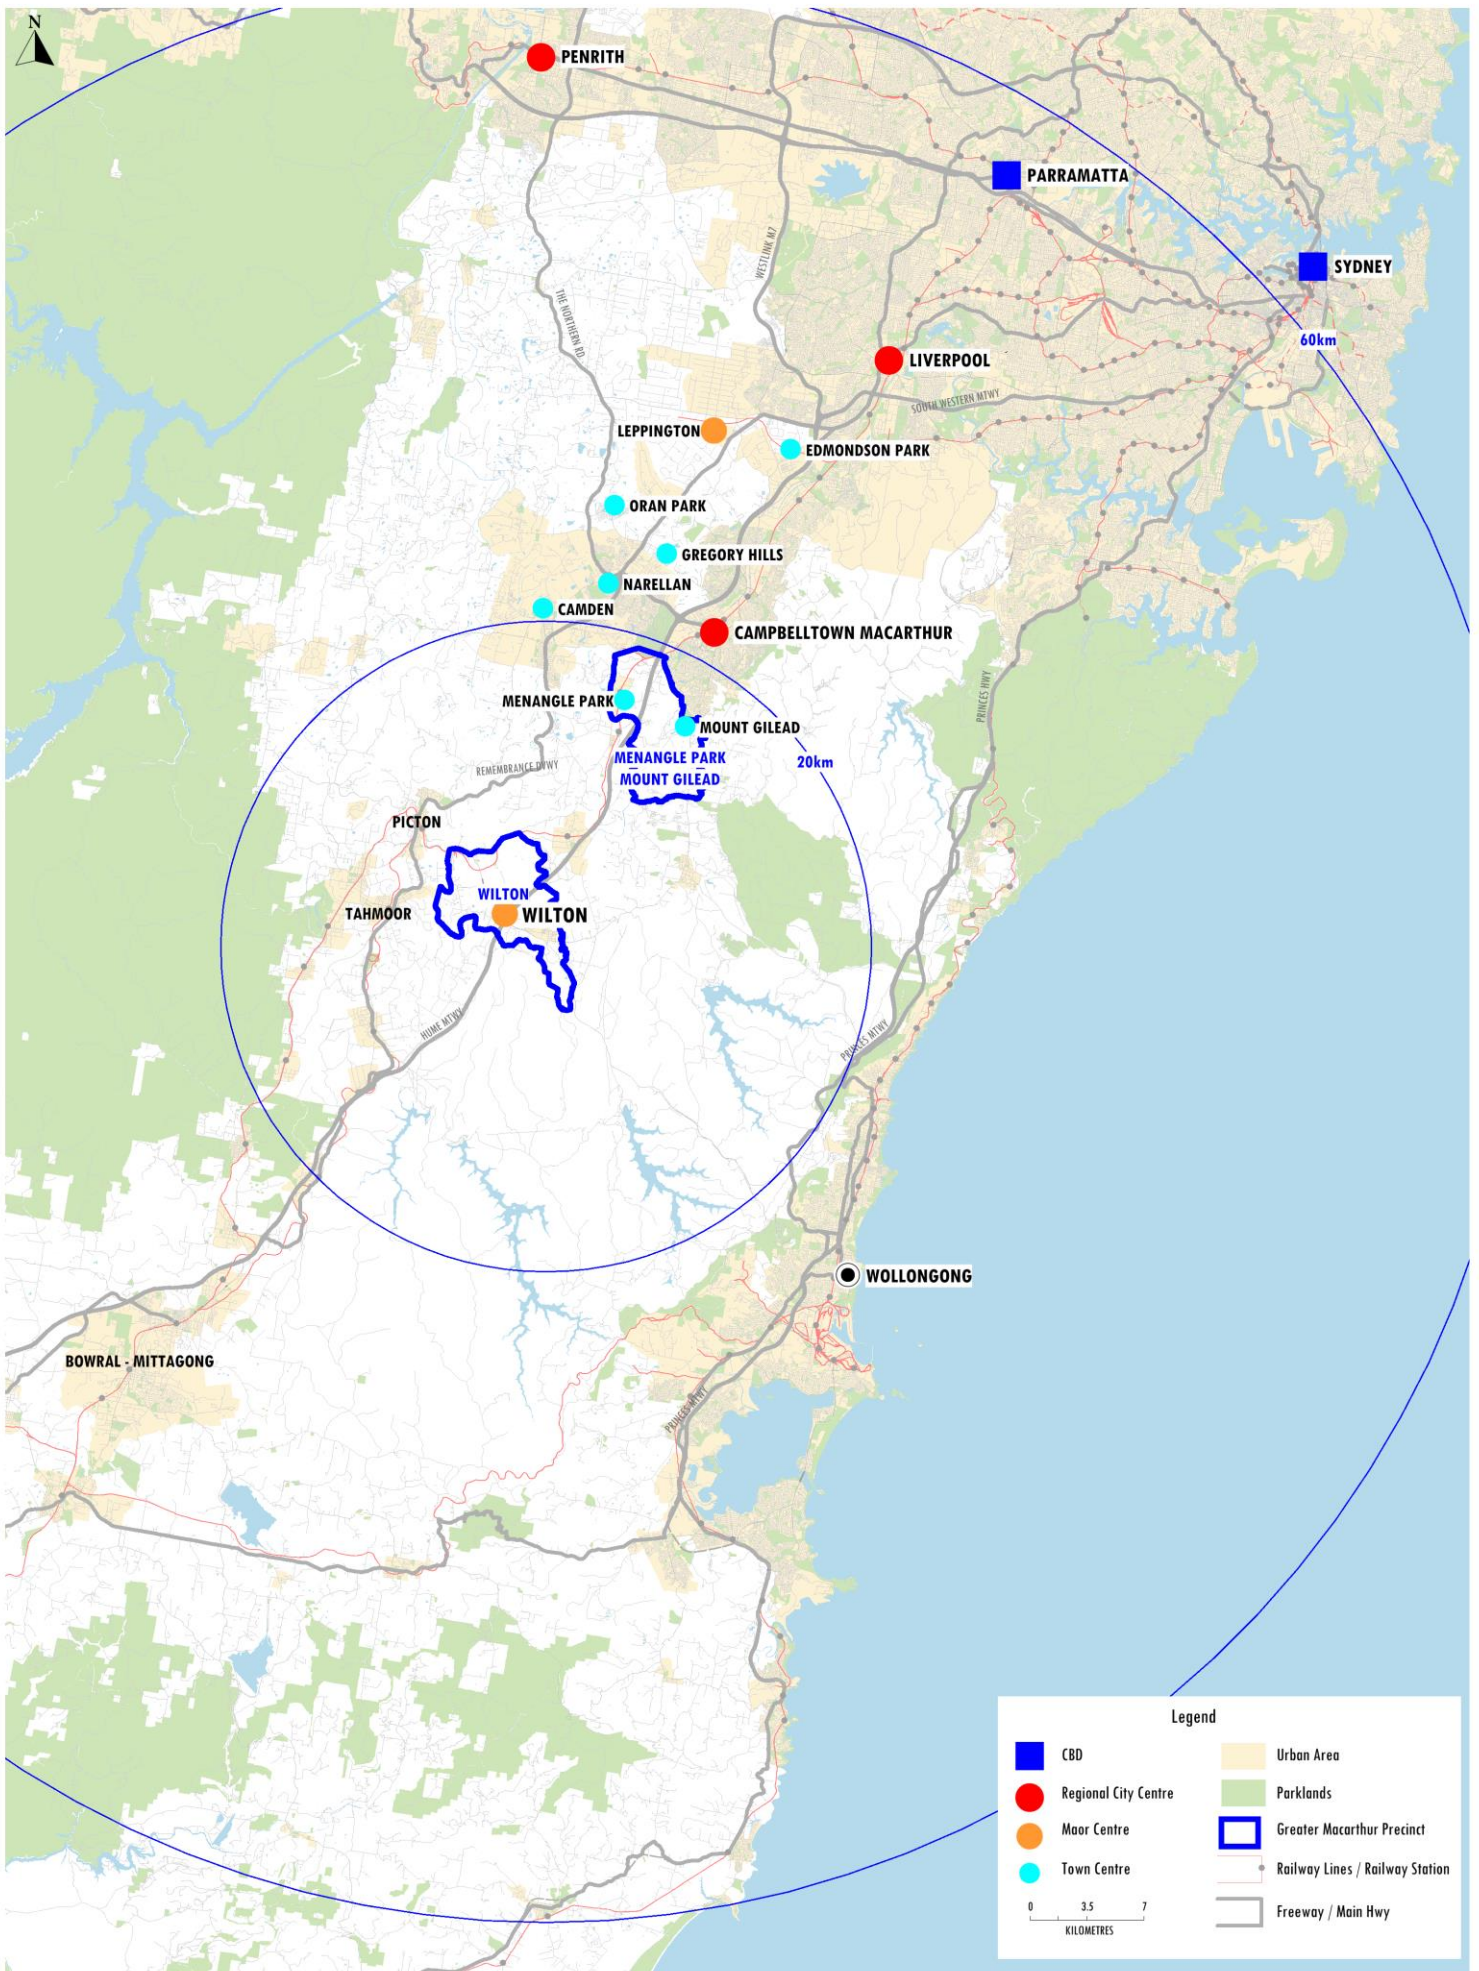 N
PENRITH
PARRAMATTA
WESTLINK M7
SYDNEY
THE NORTHERN RD
60km
LIVERPOOL
SOUTH WESTERN MTWY
LEPPINGTON
EDMONDSON PARK
ORAN PARK
GREGORY HILLS
NARELLAN
CAMDEN
CAMPBELLTOWN MACARTHUR
PRINCES HWY
MENANGLE PARK
MOUNT GILEAD
MENANGLE PARK
MOUNT GILEAD
20km
REMEMBRANCE DVWY
PICTON
WILTON
TAHMOOR
WILTON
HUME MTWY
PRINCES MTWY
WOLLONGONG
BOWRAL - MITTAGONG
PRINCES MTWY
Legend
CBD
Urban Area
Regional City Centre
Parklands
Maor Centre
Greater Macarthur Precinct
Town Centre
Railway Lines / Railway Station
0 3.5 7
KILOMETRES
Freeway / Main Hwy